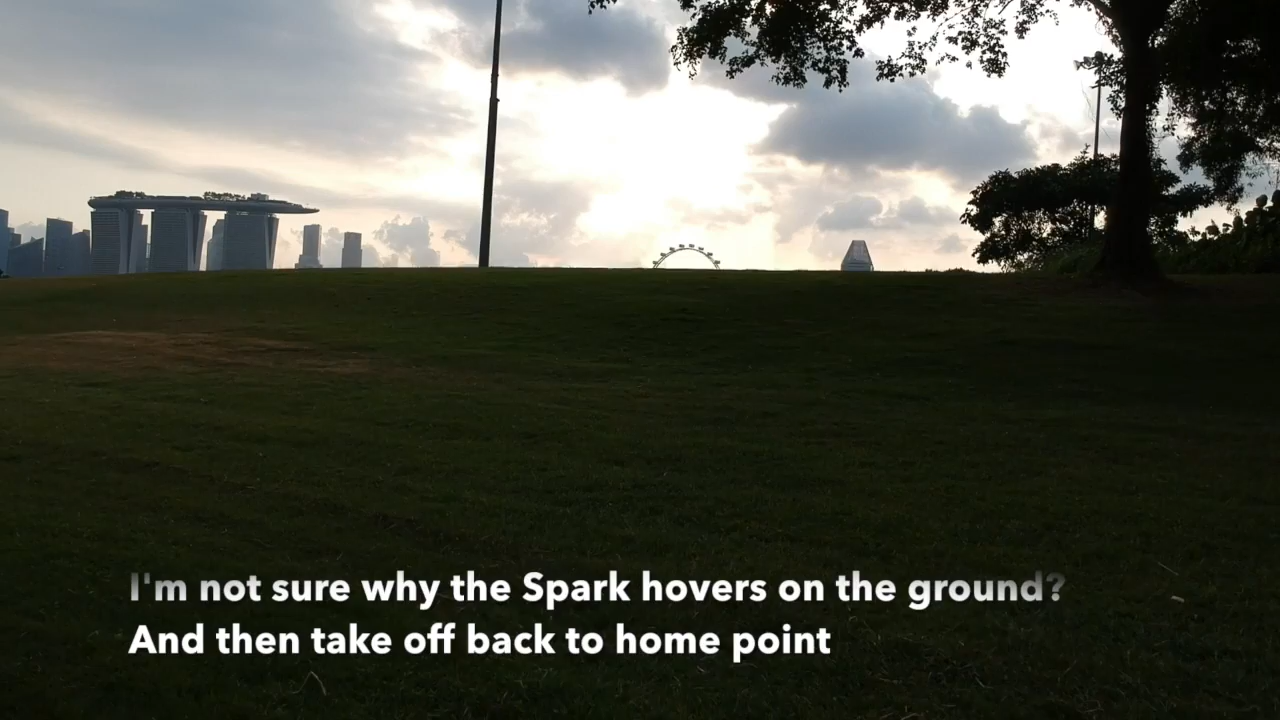 I'm not sure why the Spark hovers on the ground?
And then take off back to home point